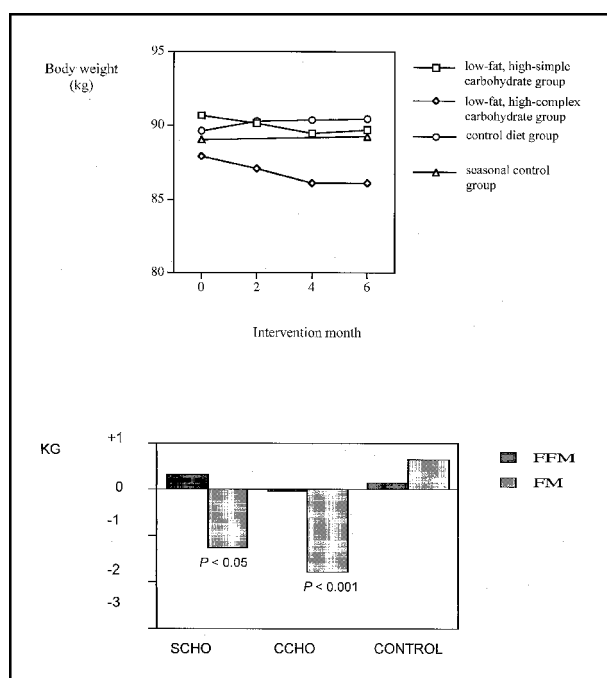 95
Body weight
(kg)
90
85
80
0 2 4 6
Intervention month
low-fat, high-simple
carbohydrate group
low-fat, high-complex
carbohydrate group
control diet group
seasonal control
group
KG
+1
0
-1
-2
-3
P < 0.05
P < 0.001
SCHO CCHO CONTROL
FFM
FM